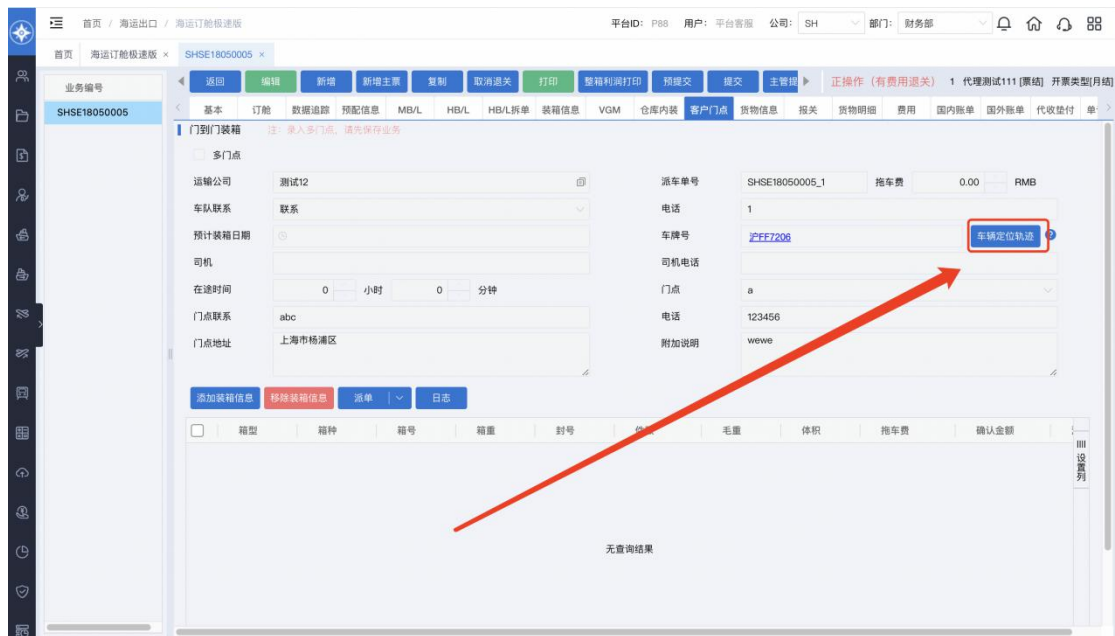 首页 / 海运出口 / 海运订舱极速版 平台ID: P88 用户: 平台客服 公司: SH 部门: 财务部
首页 海运订舱极速版 × SHSE18050005 ×
业务编号
SHSE18050005
返回 编辑 新增 新增主票 复制 取消退关 打印 整箱利润打印 预提交 提交 主管提 正操作（有费用退关） 1 代理测试111 [票结] 开票类型[月结]
基本 订舱 数据追踪 预配信息 MB/L HB/L HB/L拆单 装箱信息 VGM 仓库内装 客户门点 货物信息 报关 货物明细 费用 国内账单 国外账单 代收垫付 单
门到门装箱 注: 录入多门点, 请先保存业务
多门点
运输公司 测试12 派车单号 SHSE18050005_1 拖车费 0.00 RMB
车队联系 联系 电话 1
预计装箱日期 车牌号 沪FF7206 车辆定位轨迹
司机 司机电话
在途时间 0 小时 0 分钟 门点 a
门点联系 abc 电话 123456
门点地址 上海市杨浦区 附加说明 wewe
添加装箱信息 移除装箱信息 派单 日志
箱型 箱种 箱号 箱重 封号 毛重 体积 拖车费 确认金额
设置列
无查询结果